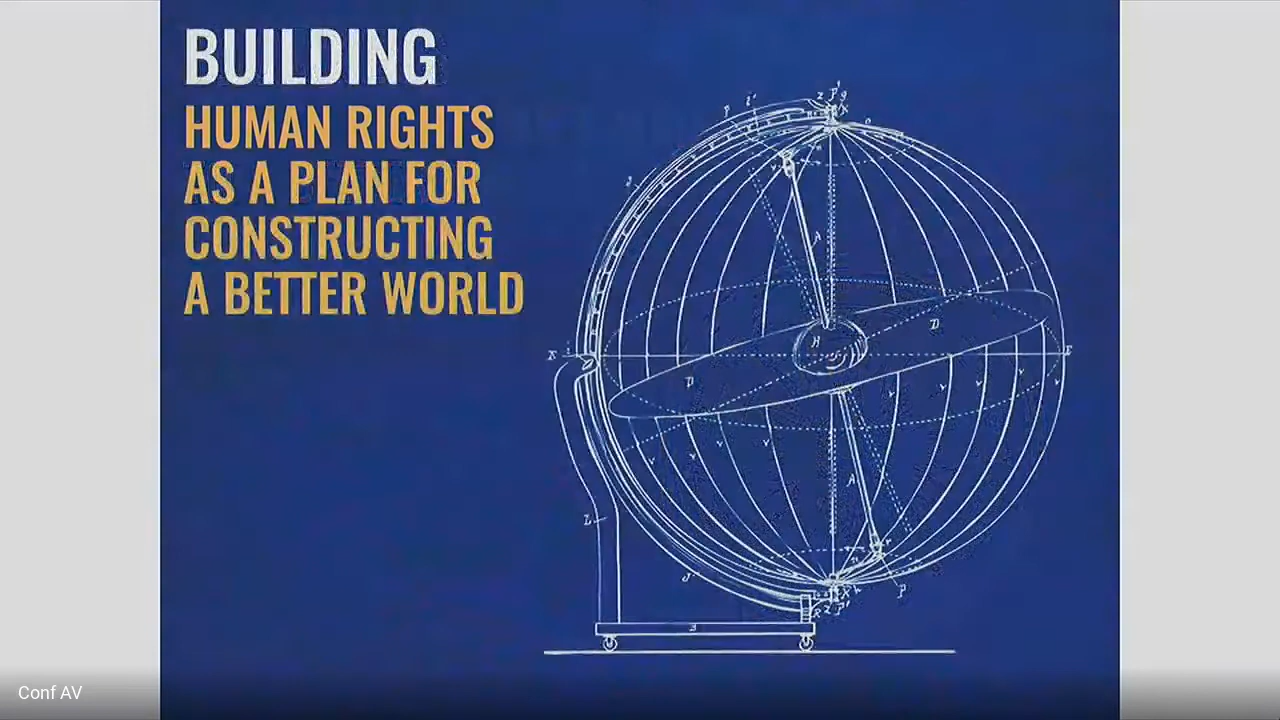 BUILDING
HUMAN RIGHTS
AS A PLAN FOR
CONSTRUCTING
A BETTER WORLD
Conf AV